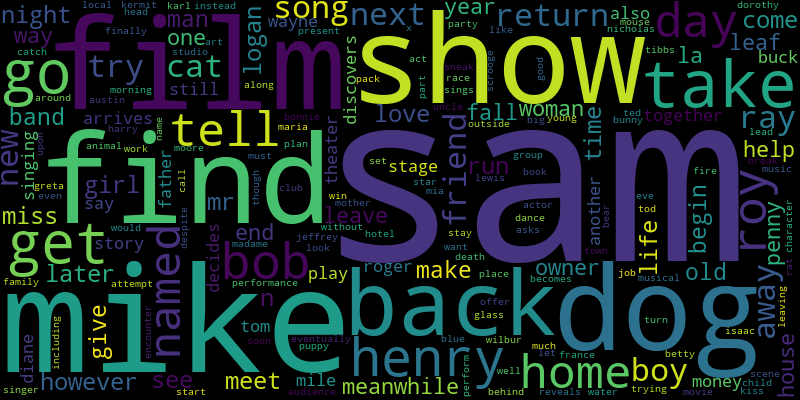 night local kermit art karl instead wayne song next return year also mouse nicholas day dorothy come
head man film party like leaf
way finally one logan discovers show x scrooge good tibbs buck
go catch studio try cat still along present pack act part race sneak sings take la
around austin morning love fall woman together ray
band arrives harry bonnie uncle big young time lead
new upon animal work name tell maria plan theater friend outside bunny ted help music
singing greta even girl father call moore must though find club set stage star run lewis book group sam another bear eve fire break roy character rat
miss say mr despite win mother mia actor dance asks town life tod begin penny
would leave without hotel stay
get story named decides madame jeffrey look want death owner away
later end bob play roger make place job musical old isaac house leaving
family attempt performance n eventually back offer becomes dog
mike including give encounter tom soon puppy blue glass wilbur turn
diane henry much let france betty scene
singer however see start meet mile audience meanwhile perform behind well reveals water home boy trying money movie child kiss